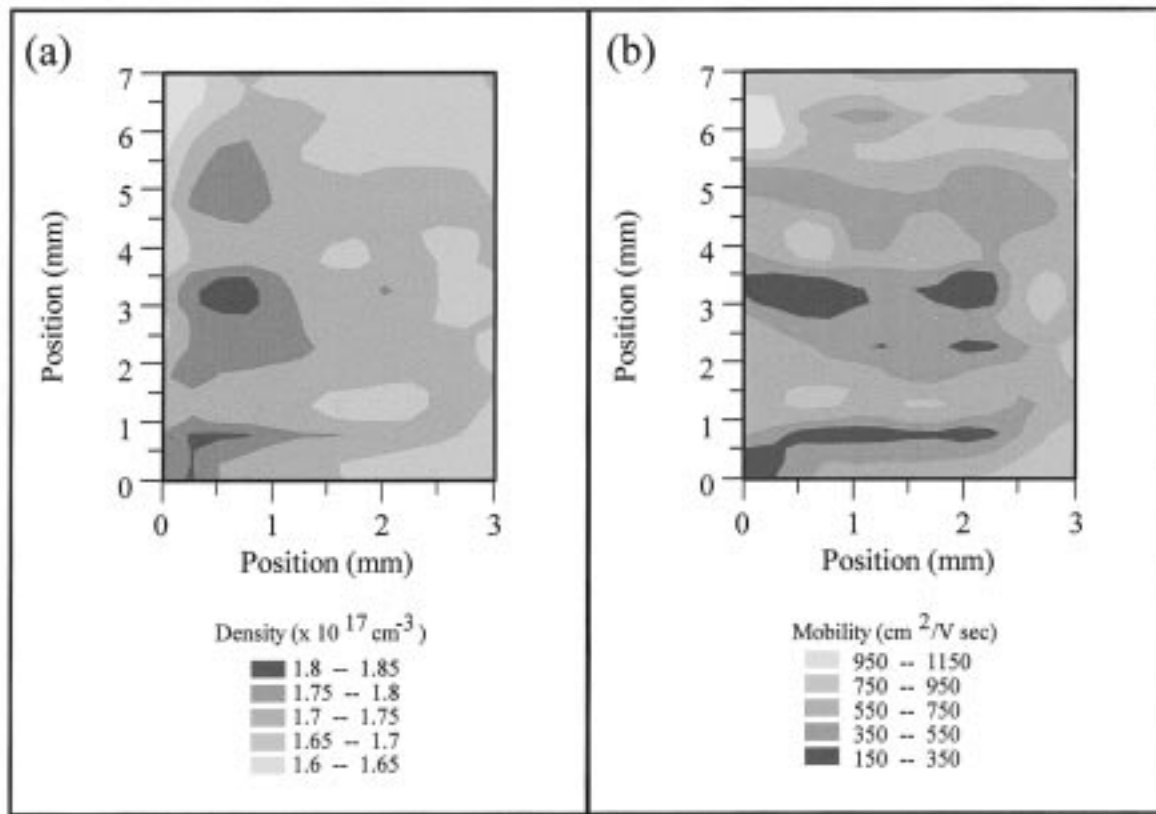 (a)
7
6
5
4
3
2
1
0
Position (mm)
0 1 2 3
Position (mm)
Density (x 10 17 cm-3 )
1.8 -- 1.85
1.75 -- 1.8
1.7 -- 1.75
1.65 -- 1.7
1.6 -- 1.65
(b)
7
6
5
4
3
2
1
0
Position (mm)
0 1 2 3
Position (mm)
Mobility (cm 2/V sec)
950 -- 1150
750 -- 950
550 -- 750
350 -- 550
150 -- 350